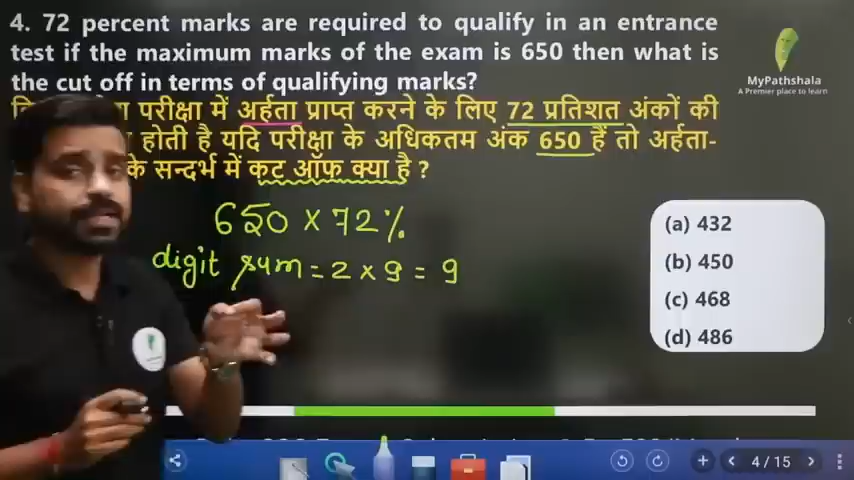 4. 72 percent marks are required to qualify in an entrance
test if the maximum marks of the exam is 650 then what is
the cut off in terms of qualifying marks?
परीक्षा में अर्हता प्राप्त करने के लिए 72 प्रतिशत अंकों की
होती है यदि परीक्षा के अधिकतम अंक 650 हैं तो अर्हता-
के सन्दर्भ में कट ऑफ क्या है ?
MyPathshala
A Premier place to learn
650 × 72%
digit sum = 2 × 9 = 9
(a) 432
(b) 450
(c) 468
(d) 486
4 / 15